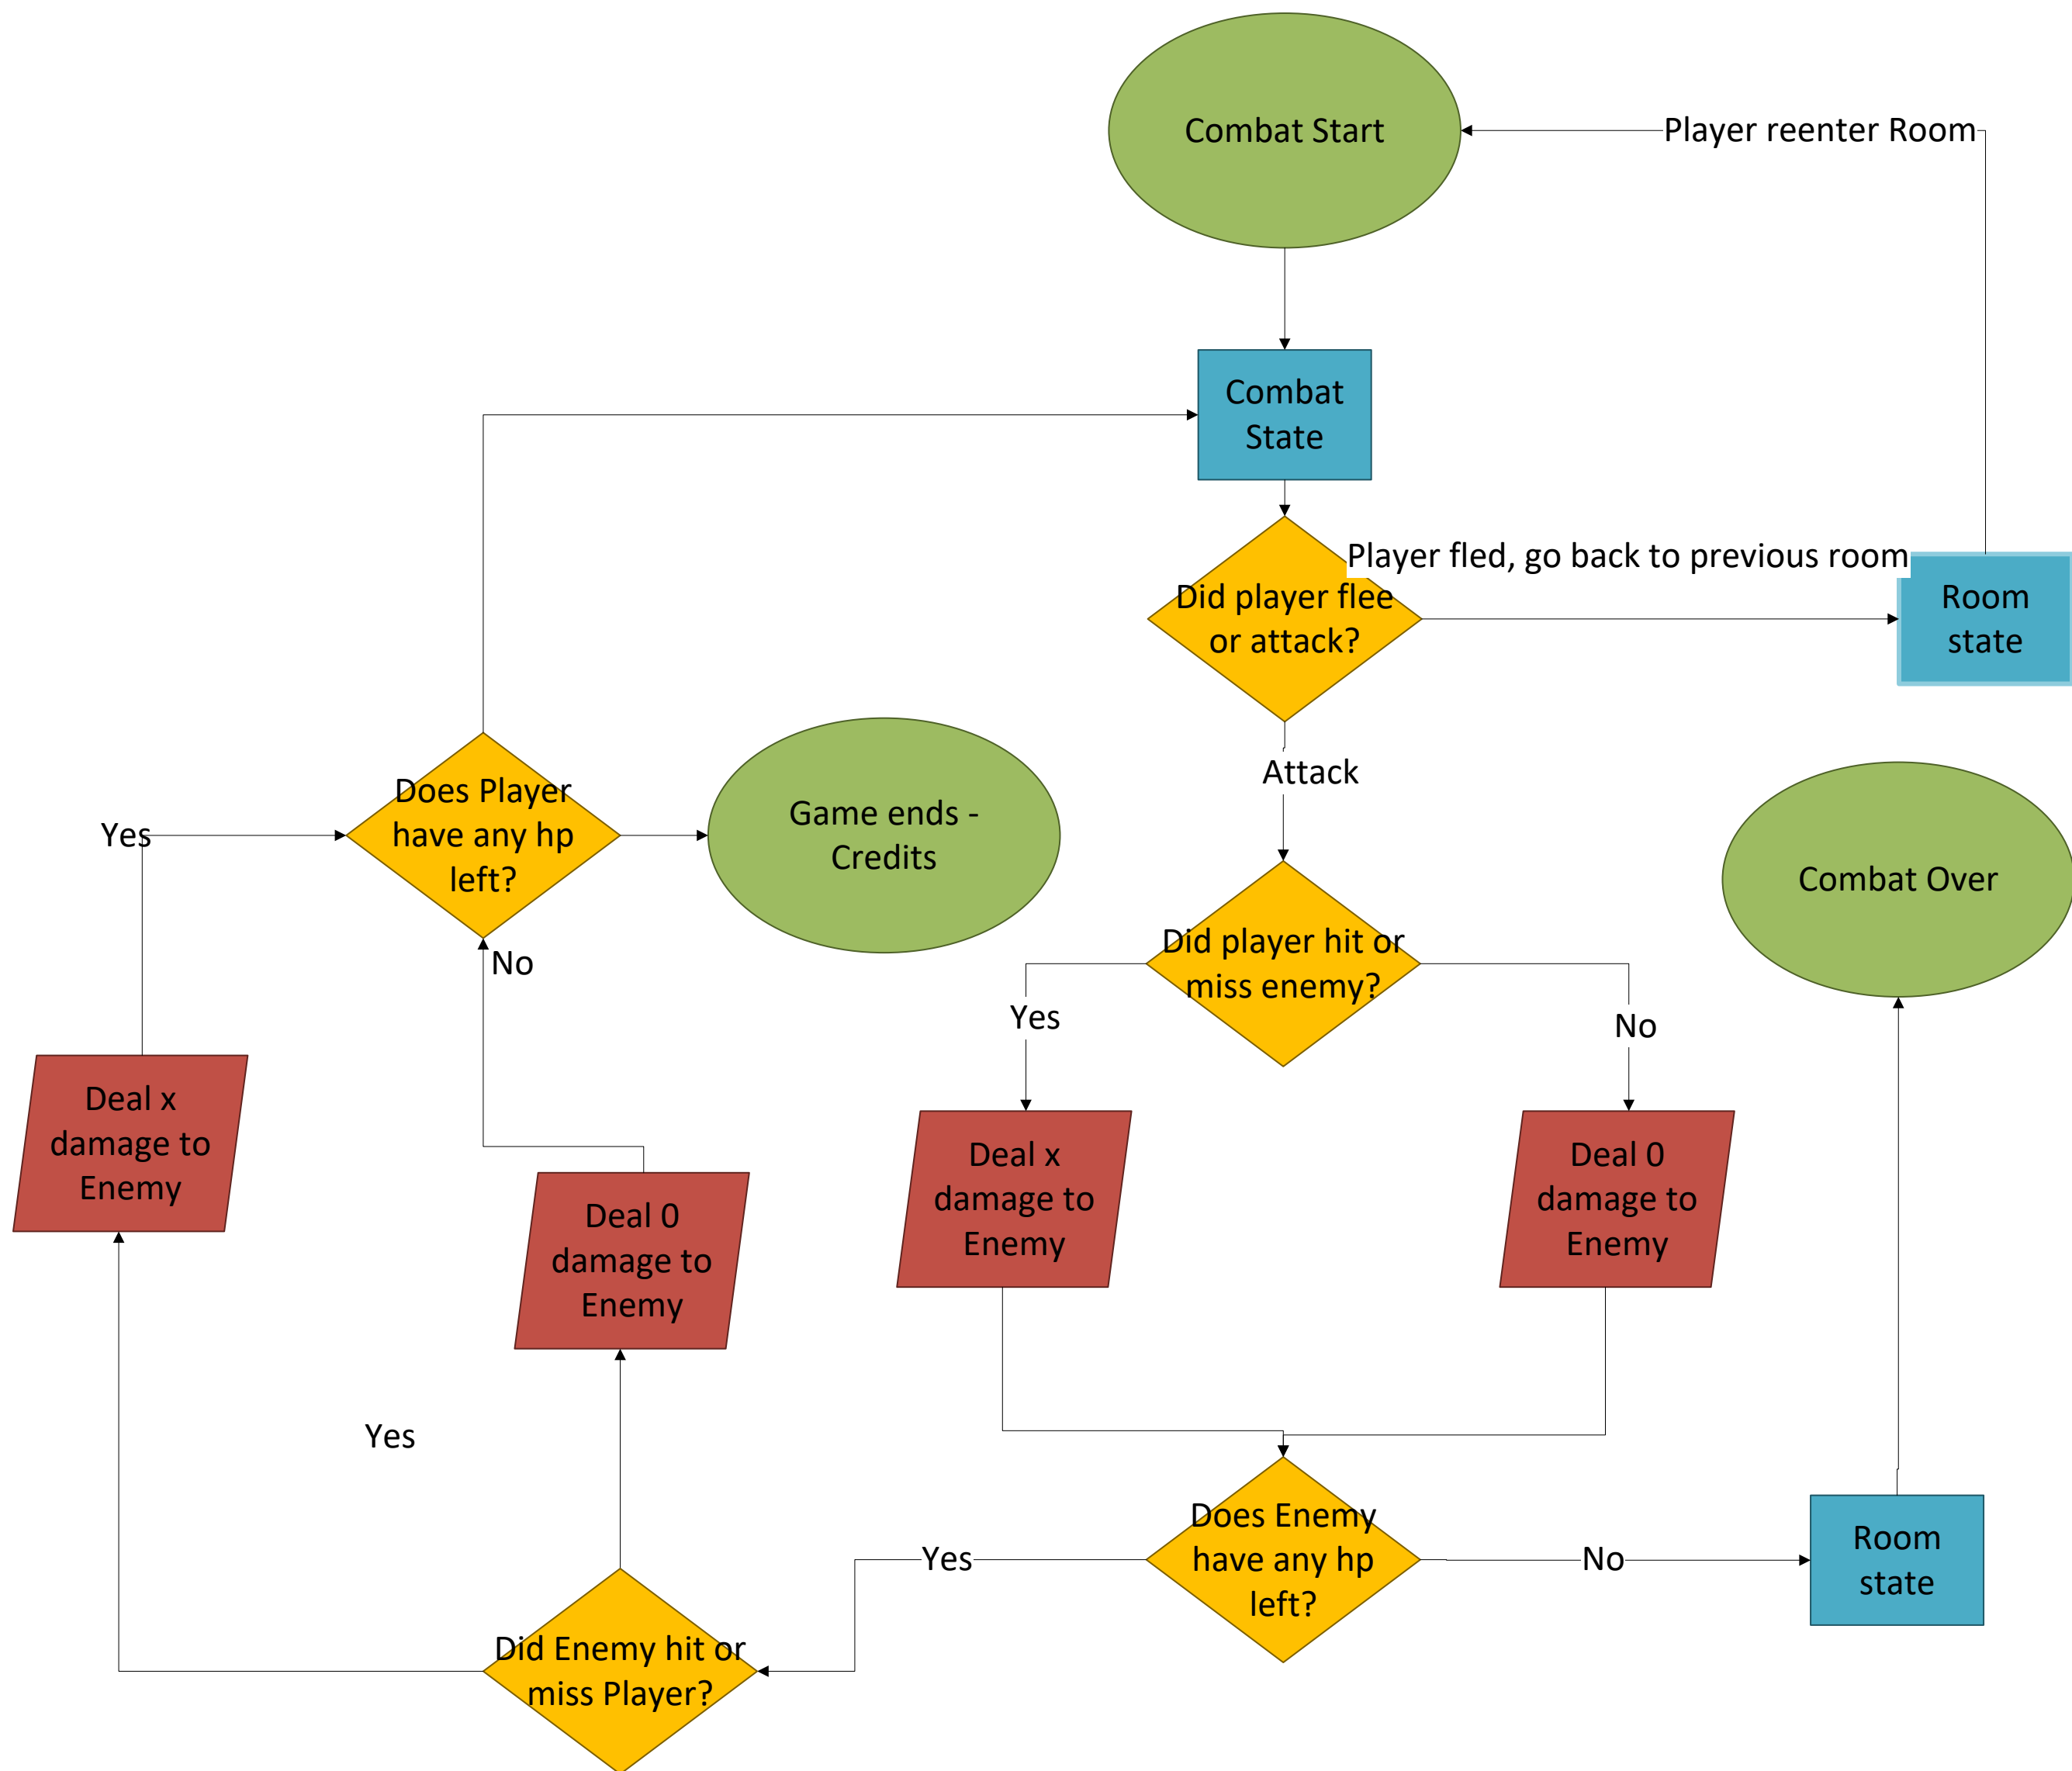 Combat Start
Player reenter Room
Combat
State
Player fled, go back to previous room
Did player flee
or attack?
Room
state
Attack
Does Player
have any hp
left?
Yes
Game ends -
Credits
Combat Over
No
Did player hit or
miss enemy?
Yes
No
Deal x
damage to
Enemy
Deal 0
damage to
Enemy
Deal x
damage to
Enemy
Deal 0
damage to
Enemy
Yes
Does Enemy
have any hp
left?
Yes
No
Room
state
Did Enemy hit or
miss Player?